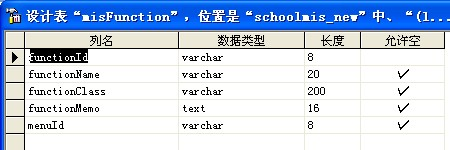 设计表“misFunction”,位置是“schoolmis_new”中、“(l...
列名 数据类型 长度 允许空
functionId varchar 8
functionName varchar 20 ✓
functionClass varchar 200 ✓
functionMemo text 16 ✓
menuId varchar 8 ✓